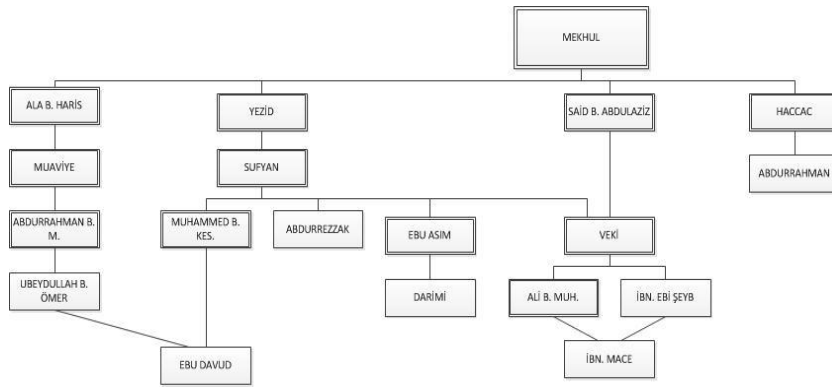 MEKHUL
ALA B. HARİS
YEZİD
SAİD B. ABDULAZİZ
HACCAC
MUAVİYE
SUFYAN
ABDURRAHMAN
ABDURRAHMAN B.
M.
MUHAMMED B.
KES.
ABDURREZZAK
EBU ASIM
VEKİ
UBEYDULLAH B.
ÖMER
DARİMİ
ALİ B. MUH.
İBN. EBİ ŞEYB
EBU DAVUD
İBN. MACE